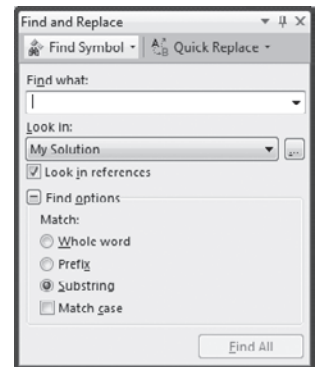 Find and Replace
Find Symbol Quick Replace
Find what:
Look in:
My Solution ...
Look in references
Find options
Match:
Whole word
Prefix
Substring
Match case
Find All